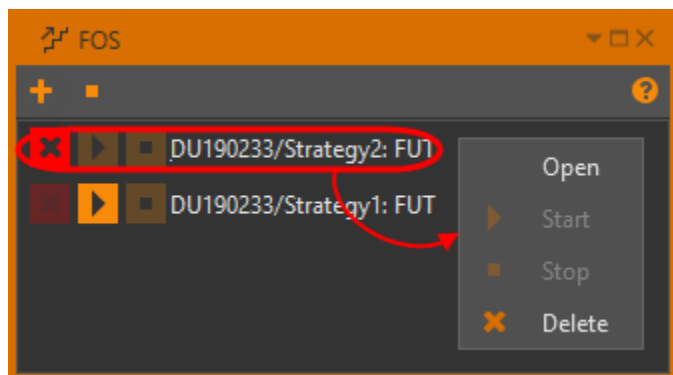 FOS
DU190233/Strategy2: FUT
DU190233/Strategy1: FUT
Open
Start
Stop
Delete